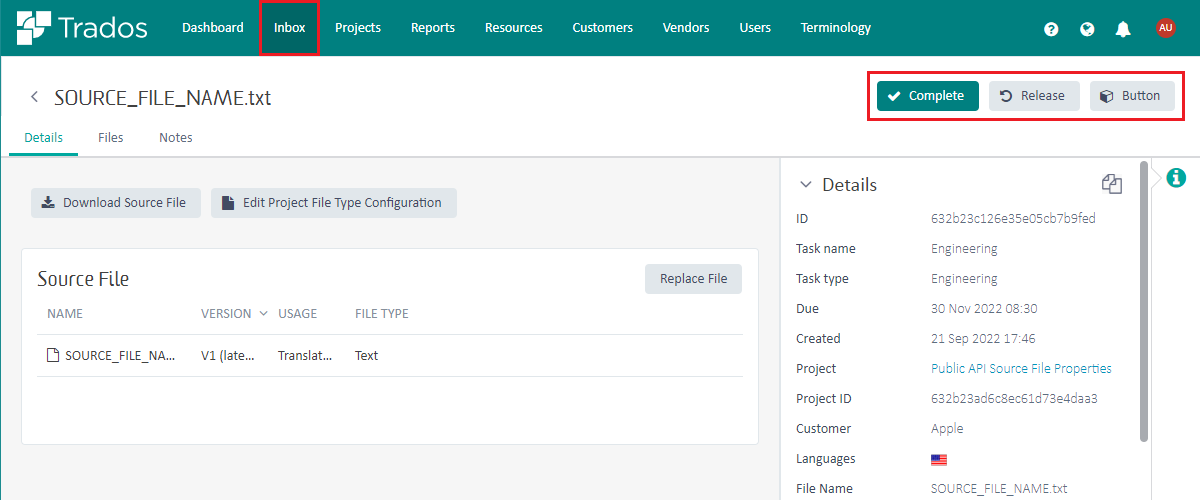 Trados Dashboard Inbox Projects Reports Resources Customers Vendors Users Terminology ? AU
SOURCE_FILE_NAME.txt
Complete Release Button
Details Files Notes
Download Source File Edit Project File Type Configuration
Source File Replace File
NAME VERSION USAGE FILE TYPE
SOURCE_FILE_NA... V1 (late... Translat... Text
Details
ID 632b23c126e35e05cb7b9fed
Task name Engineering
Task type Engineering
Due 30 Nov 2022 08:30
Created 21 Sep 2022 17:46
Project Public API Source File Properties
Project ID 632b23ad6c8ec61d73e4daa3
Customer Apple
Languages
File Name SOURCE_FILE_NAME.txt